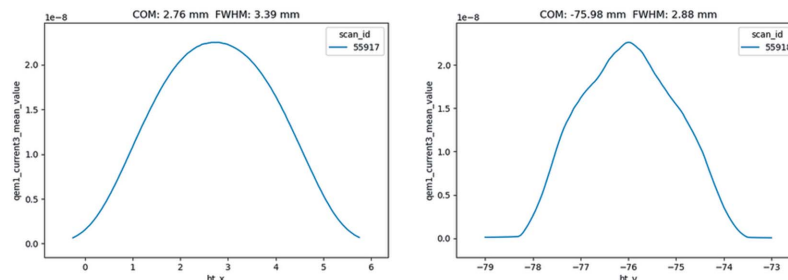 COM: 2.76 mm FWHM: 3.39 mm
1e−8
scan_id
55917
qem1_current3_mean_value
2.0
1.5
1.0
0.5
0.0
0 1 2 3 4 5 6
ht_x
COM: -75.98 mm FWHM: 2.88 mm
1e−8
scan_id
55918
qem1_current3_mean_value
2.0
1.5
1.0
0.5
0.0
−79 −78 −77 −76 −75 −74 −73